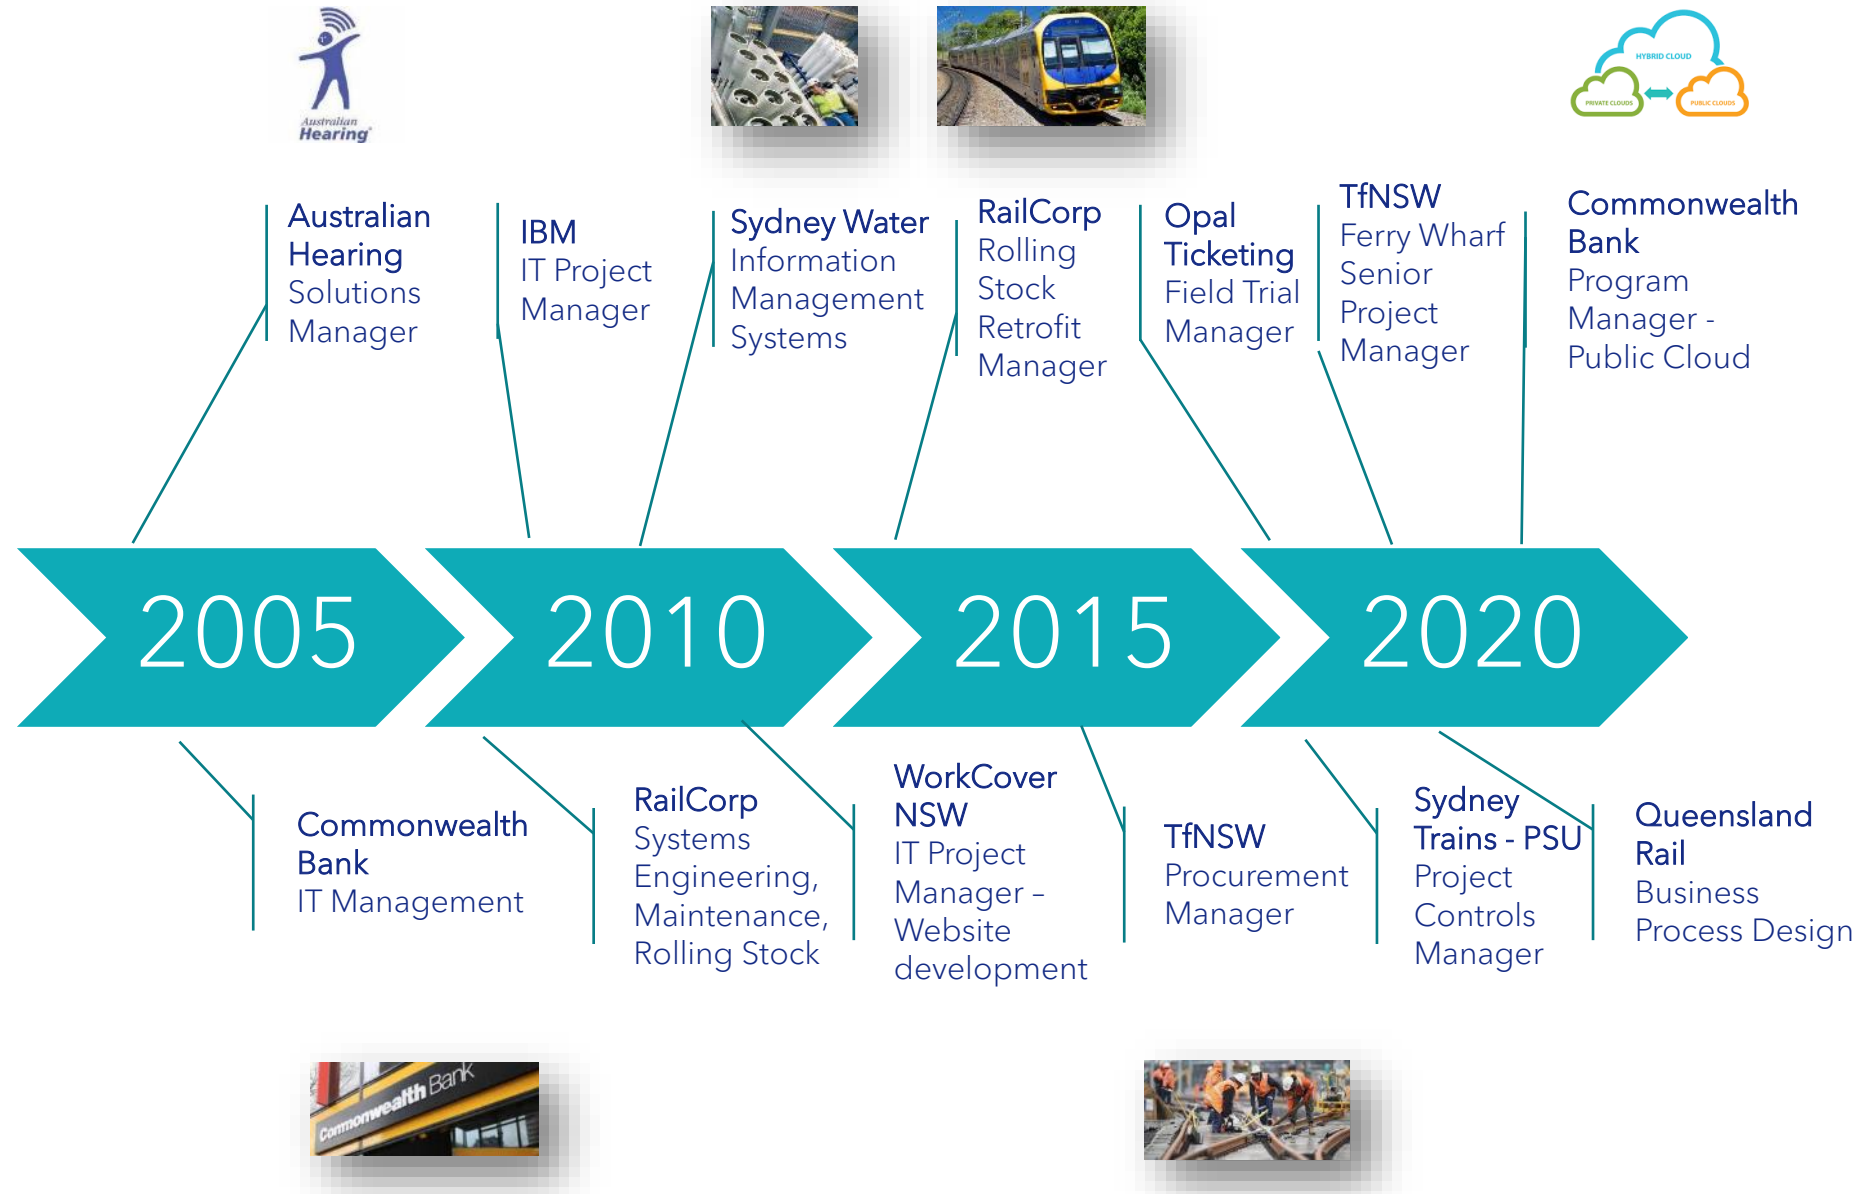 Australian
Hearing
HYBRID CLOUD
PRIVATE CLOUDS
PUBLIC CLOUDS
Australian
Hearing
Solutions
Manager
IBM
IT Project
Manager
Sydney Water
Information
Management
Systems
RailCorp
Rolling
Stock
Retrofit
Manager
Opal
Ticketing
Field Trial
Manager
TfNSW
Ferry Wharf
Senior
Project
Manager
Commonwealth
Bank
Program
Manager -
Public Cloud
2005
2010
2015
2020
Commonwealth
Bank
IT Management
RailCorp
Systems
Engineering,
Maintenance,
Rolling Stock
WorkCover
NSW
IT Project
Manager –
Website
development
TfNSW
Procurement
Manager
Sydney
Trains - PSU
Project
Controls
Manager
Queensland
Rail
Business
Process Design
Commonwealth Bank